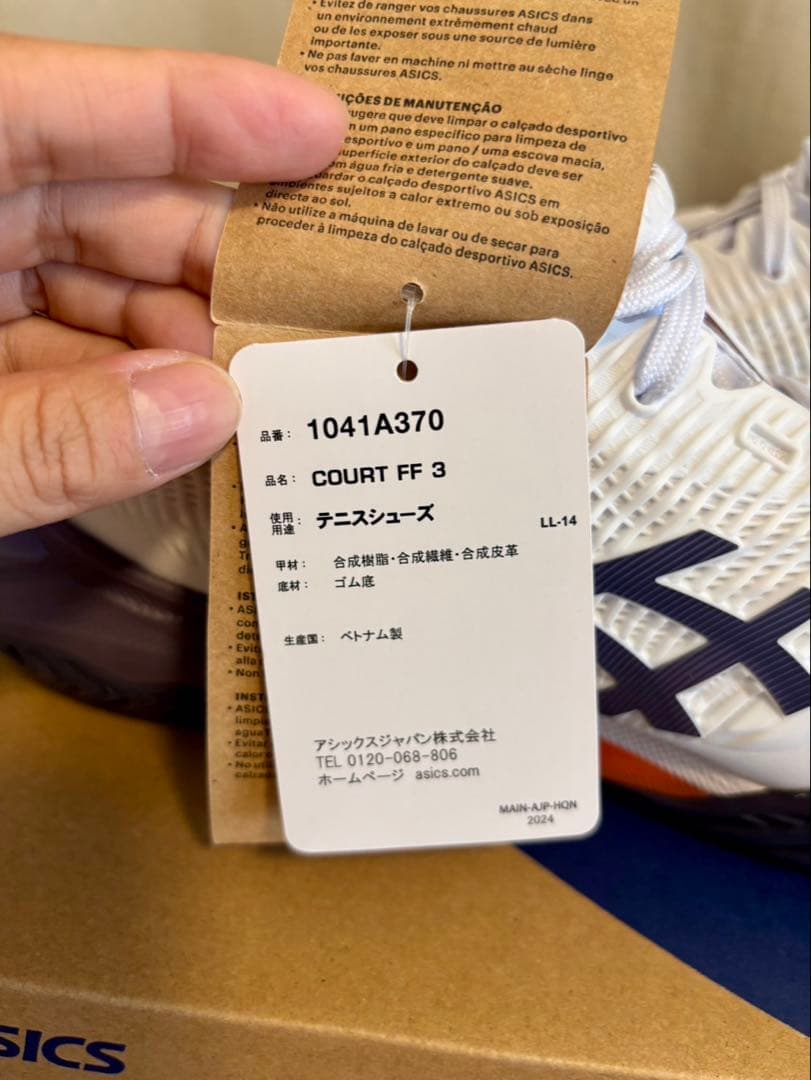 • Evitez de ranger vos chaussures ASICS dans
un environnement extrêmement chaud
ou de les exposer sous une source de lumière
importante.
• Ne pas laver en machine ni mettre au sèche linge
vos chaussures ASICS.
DE MANUTENÇÃO
sugere que deve limpar o calçado desportivo
um pano específico para limpeza de
esportivo e um pano / uma escova macia,
superfície exterior do calçado deve ser
água fria e detergente suave.
o calçado desportivo ASICS em
ambientes sujeitos a calor extremo ou sob exposição
directa ao sol.
• Não utilize a máquina de lavar ou de secar para
proceder à limpeza do calçado desportivo ASICS.
品番： 1041A370
品名： COURT FF 3
使用用途： テニスシューズ
LL-14
甲材： 合成樹脂・合成繊維・合成皮革
底材： ゴム底
生産国： ベトナム製
アシックスジャパン株式会社
TEL 0120-068-806
ホームページ asics.com
MAIN-AJP-HQN
2024
SICS